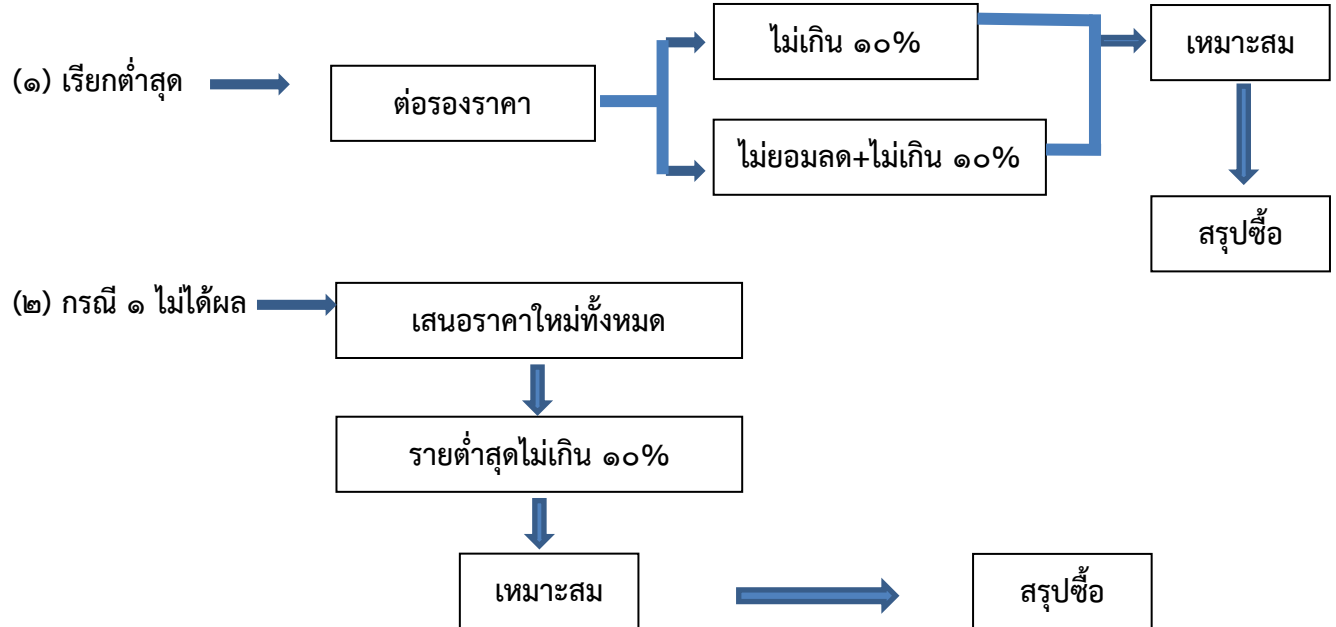 (๑) เรียกต่ำสุด
ต่อรองราคา
ไม่เกิน ๑๐%
ไม่ยอมลด+ไม่เกิน ๑๐%
เหมาะสม
สรุปซื้อ
(๒) กรณี ๑ ไม่ได้ผล
เสนอราคาใหม่ทั้งหมด
รายต่ำสุดไม่เกิน ๑๐%
เหมาะสม
สรุปซื้อ